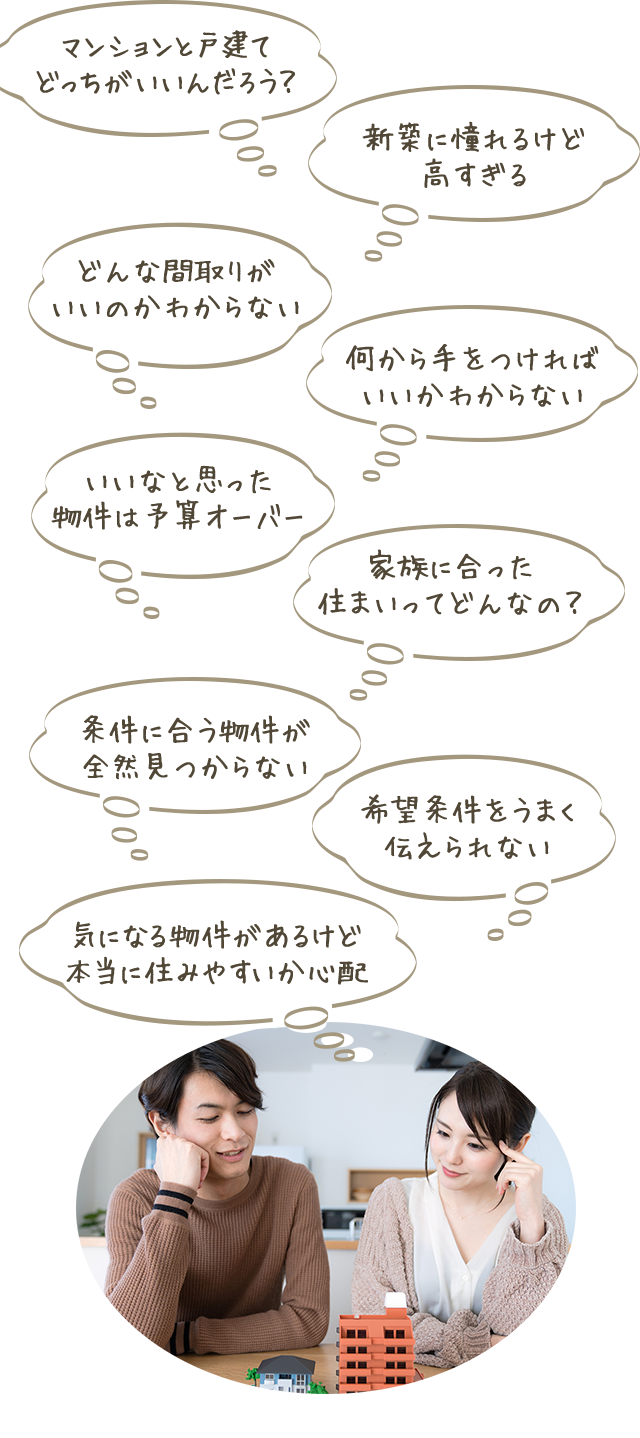 マンションと戸建て
どっちがいいんだろう?
新築に憧れるけど
高すぎる
どんな間取りが
いいのかわからない
何から手をつければ
いいかわからない
いいなと思った
物件は予算オーバー
家族に合った
住まいってどんなの?
条件に合う物件が
全然見つからない
希望条件をうまく
伝えられない
気になる物件があるけど
本当に住みやすいか心配